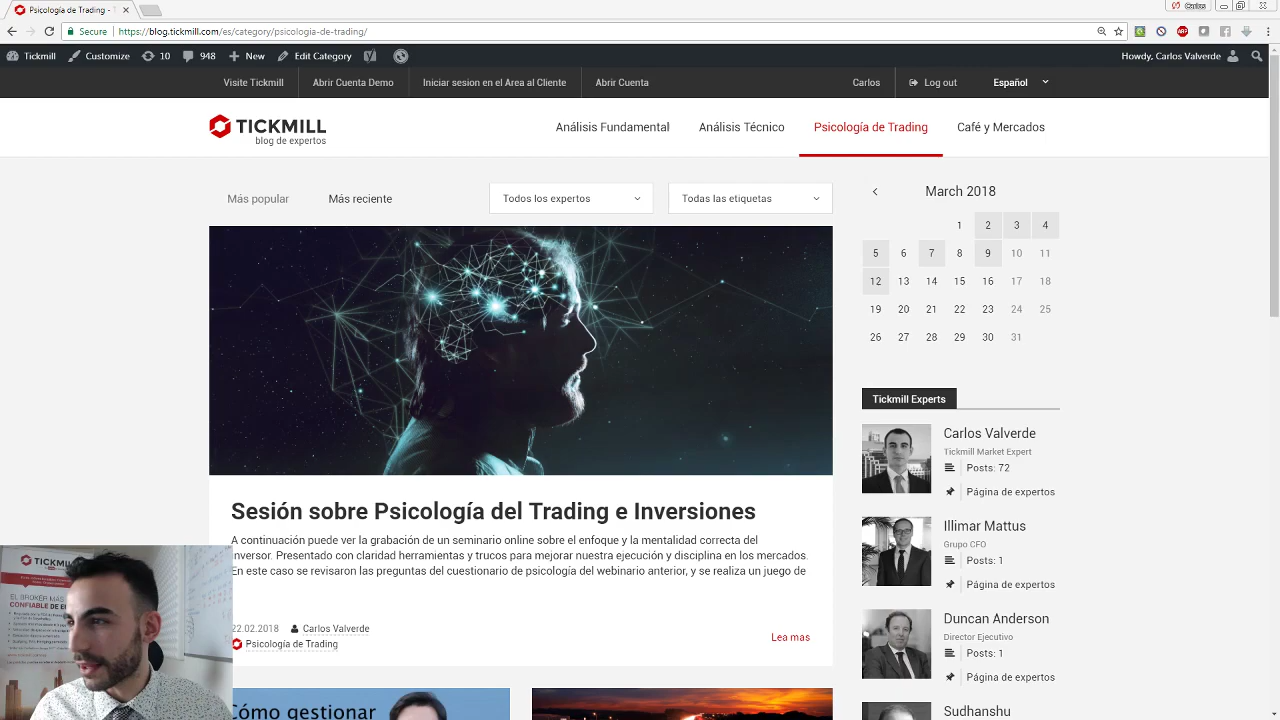 Psicología de Trading - T
Carlos
Secure
https://blog.tickmill.com/es/category/psicologia-de-trading/
Tickmill
Customize
10
948
New
Edit Category
Howdy, Carlos Valverde
Visite Tickmill
Abrir Cuenta Demo
Iniciar sesion en el Area al Cliente
Abrir Cuenta
Carlos
Log out
Español
TICKMILL
blog de expertos
Análisis Fundamental
Análisis Técnico
Psicología de Trading
Café y Mercados
Más popular
Más reciente
Todos los expertos
Todas las etiquetas
March 2018
1 2 3 4
5 6 7 8 9 10 11
12 13 14 15 16 17 18
19 20 21 22 23 24 25
26 27 28 29 30 31
Sesión sobre Psicología del Trading e Inversiones
A continuación puede ver la grabación de un seminario online sobre el enfoque y la mentalidad correcta del
inversor. Presentado con claridad herramientas y trucos para mejorar nuestra ejecución y disciplina en los mercados.
En este caso se revisaron las preguntas del cuestionario de psicología del webinario anterior, y se realiza un juego de
22.02.2018
Carlos Valverde
Psicología de Trading
Lea mas
Cómo gestionar
Tickmill Experts
Carlos Valverde
Tickmill Market Expert
Posts: 72
Página de expertos
Illimar Mattus
Grupo CFO
Posts: 1
Página de expertos
Duncan Anderson
Director Ejecutivo
Posts: 1
Página de expertos
Sudhanshu
TICKMILL
EL BROKER MÁS
CONFIABLE DE E